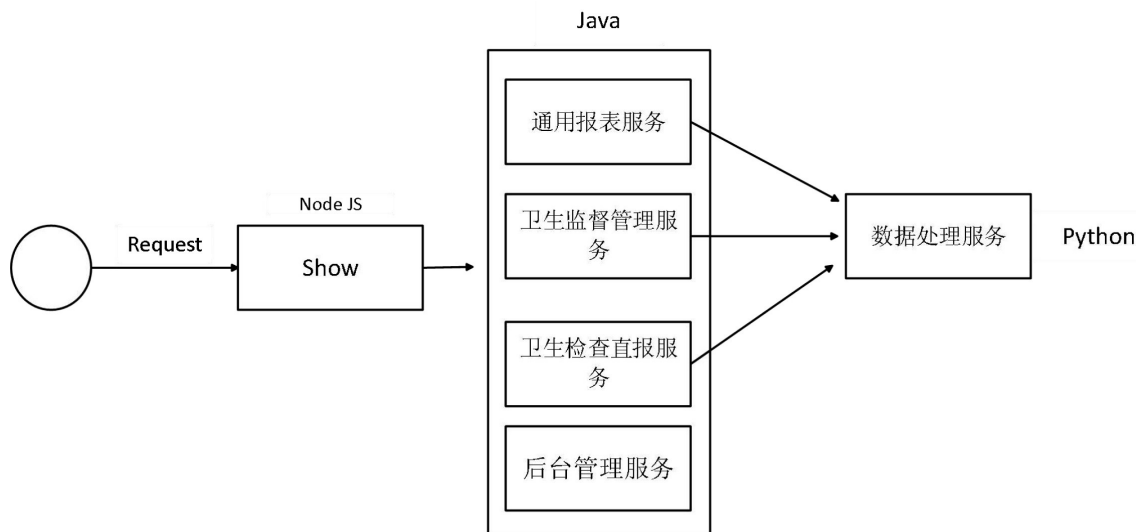 Java
通用报表服务
Node JS
Request
Show
卫生监督管理服
务
数据处理服务
Python
卫生检查直报服
务
后台管理服务